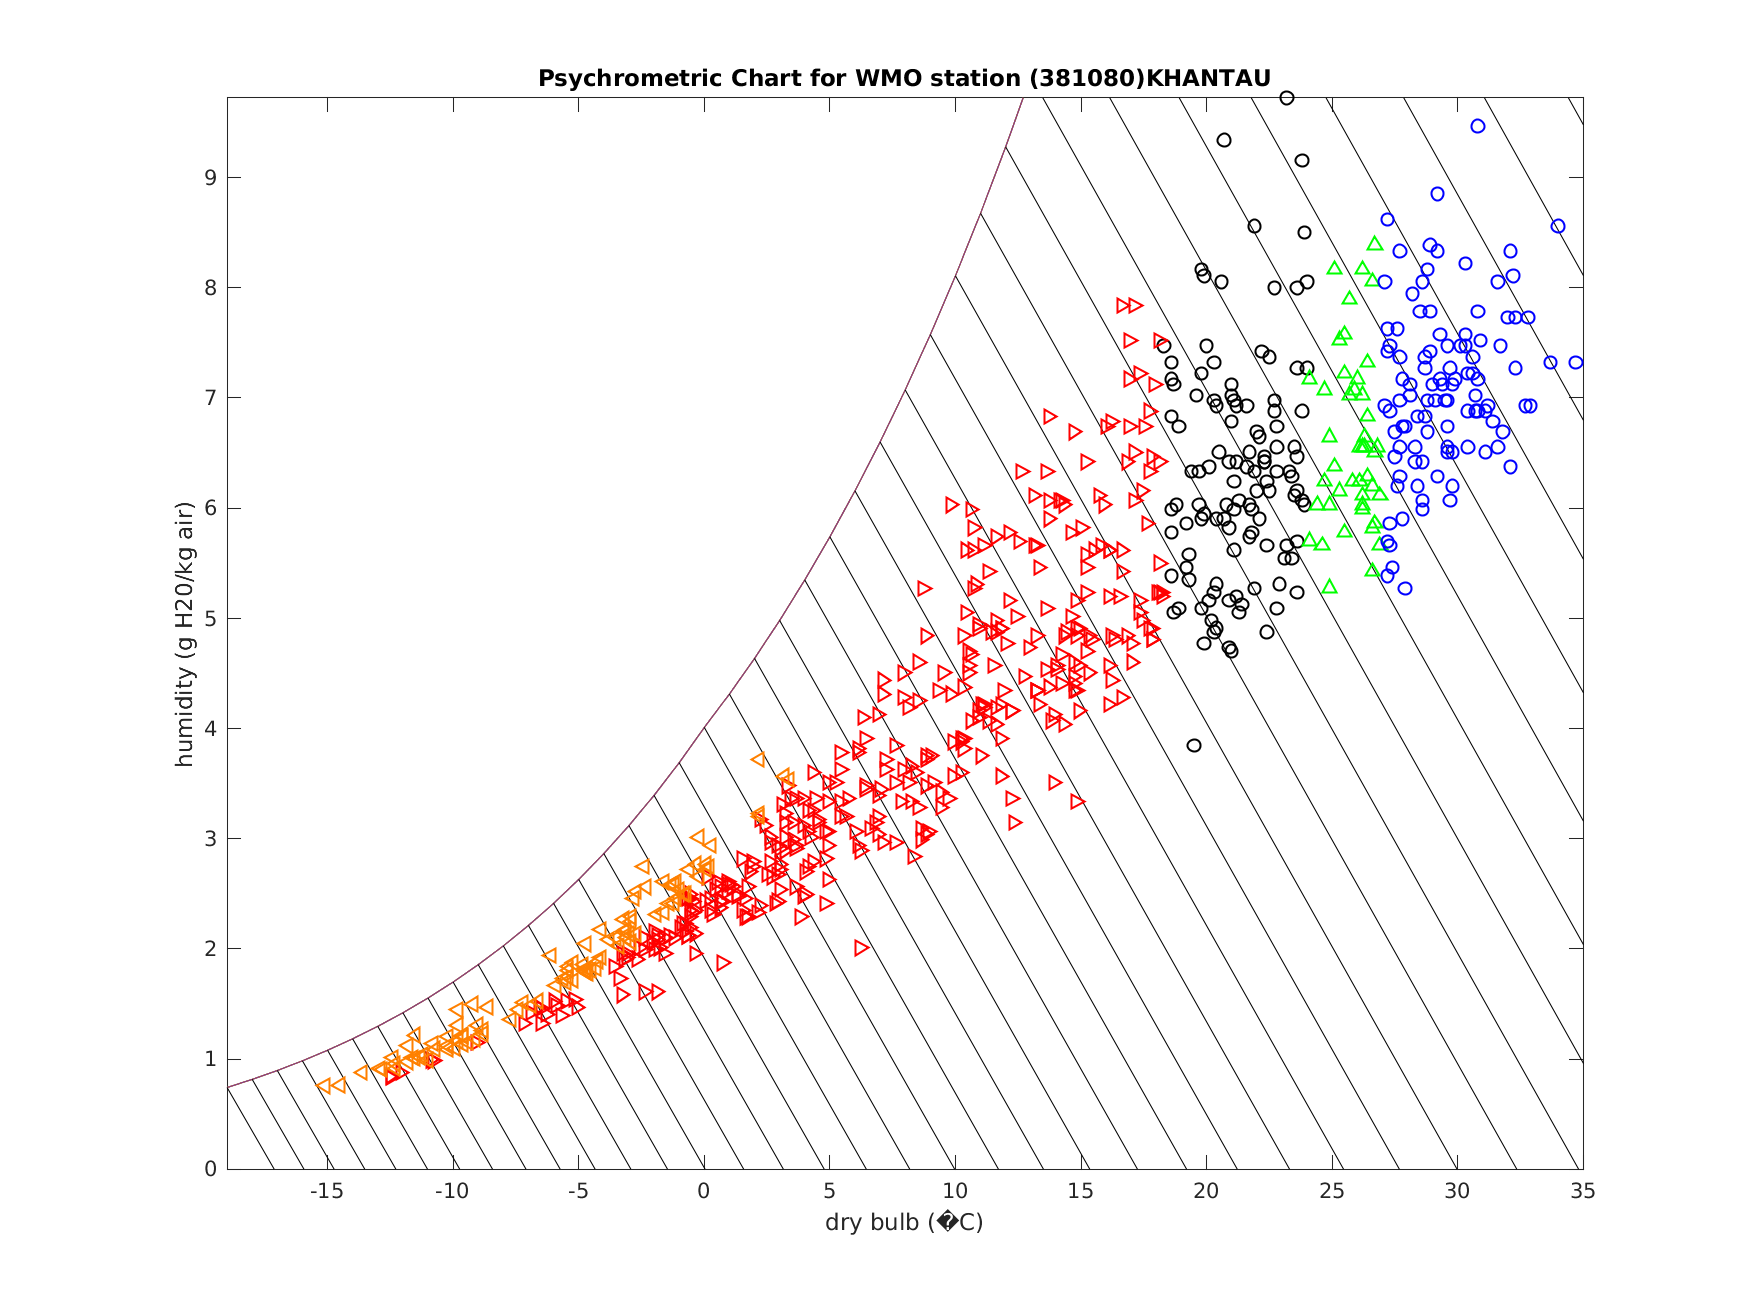 Psychrometric Chart for WMO station (381080)KHANTAU
humidity (g H20/kg air)
9
8
7
6
5
4
3
2
1
0
-15 -10 -5 0 5 10 15 20 25 30 35
dry bulb (�C)